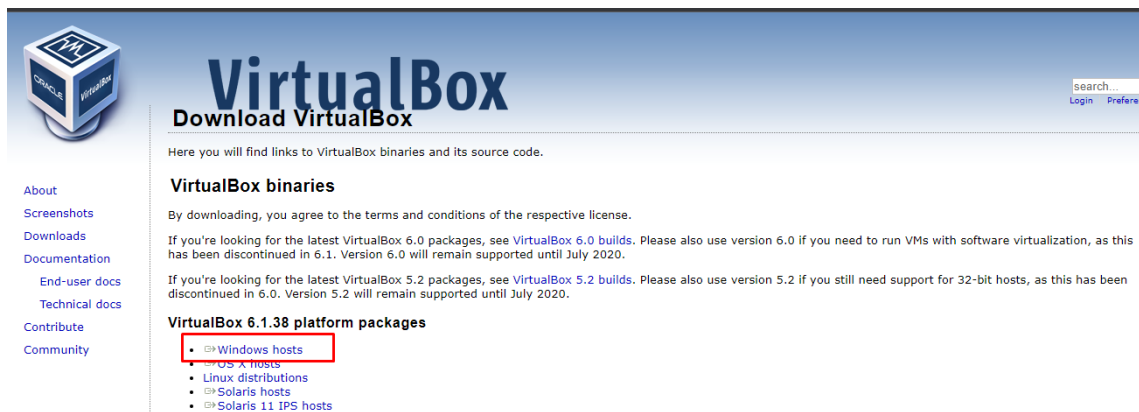 ORACLE
VirtualBox
VirtualBox
search...
Login Prefere
Download VirtualBox
Here you will find links to VirtualBox binaries and its source code.
About
Screenshots
Downloads
Documentation
End-user docs
Technical docs
Contribute
Community
VirtualBox binaries
By downloading, you agree to the terms and conditions of the respective license.
If you're looking for the latest VirtualBox 6.0 packages, see VirtualBox 6.0 builds. Please also use version 6.0 if you need to run VMs with software virtualization, as this
has been discontinued in 6.1. Version 6.0 will remain supported until July 2020.
If you're looking for the latest VirtualBox 5.2 packages, see VirtualBox 5.2 builds. Please also use version 5.2 if you still need support for 32-bit hosts, as this has been
discontinued in 6.0. Version 5.2 will remain supported until July 2020.
VirtualBox 6.1.38 platform packages
Windows hosts
OS X hosts
Linux distributions
Solaris hosts
Solaris 11 IPS hosts